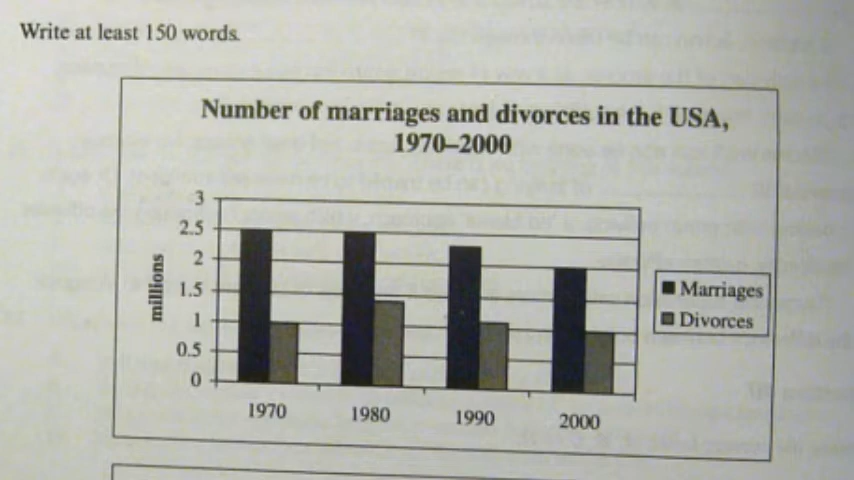 Write at least 150 words.
Number of marriages and divorces in the USA,
1970–2000
3
2.5
2
1.5
1
0.5
0
millions
1970
1980
1990
2000
Marriages
Divorces